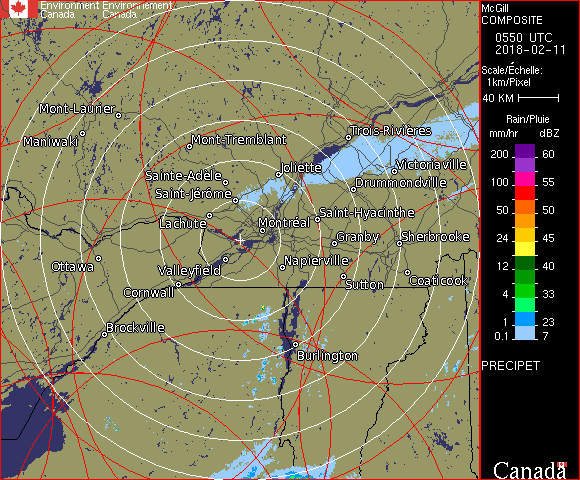 Environment Environnement
Canada Canada
McGill
COMPOSITE
0550 UTC
2018-02-11
Scale/Échelle:
1km/Pixel
40 KM
Rain/Pluie
mm/hr dBZ
200 60
100 55
50 50
24 45
12 40
4 33
1 23
0.1 7
PRECIPET
Canada
Mont-Laurier
Maniwaki
Mont-Tremblant
Trois-Rivières
Sainte-Adèle
Joliette
Victoriaville
Saint-Jérôme
Drummondville
Lachute
Montréal
Saint-Hyacinthe
Granby
Sherbrooke
Ottawa
Valleyfield
Napierville
Cornwall
Sutton
Coaticook
Brockville
Burlington